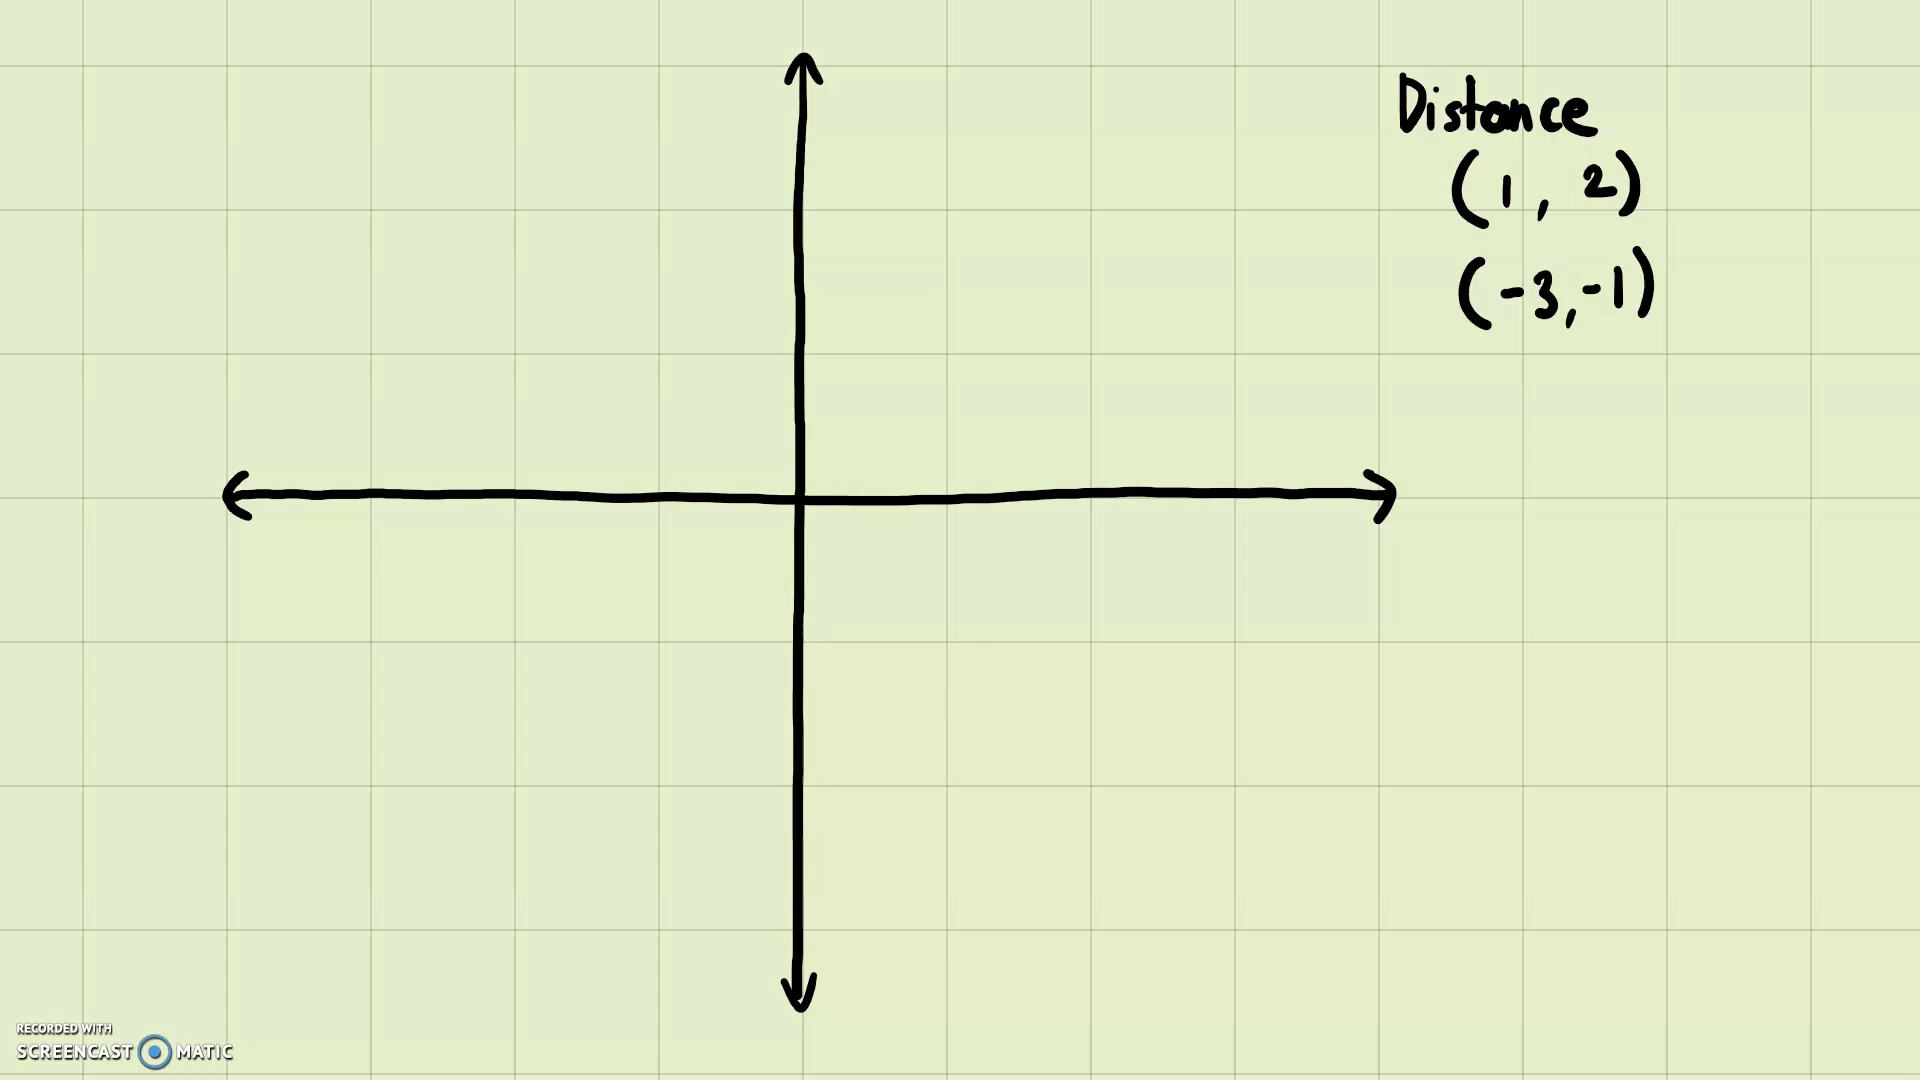 Distance
(1, 2)
(-3,-1)
RECORDED WITH
SCREENCAST MATIC